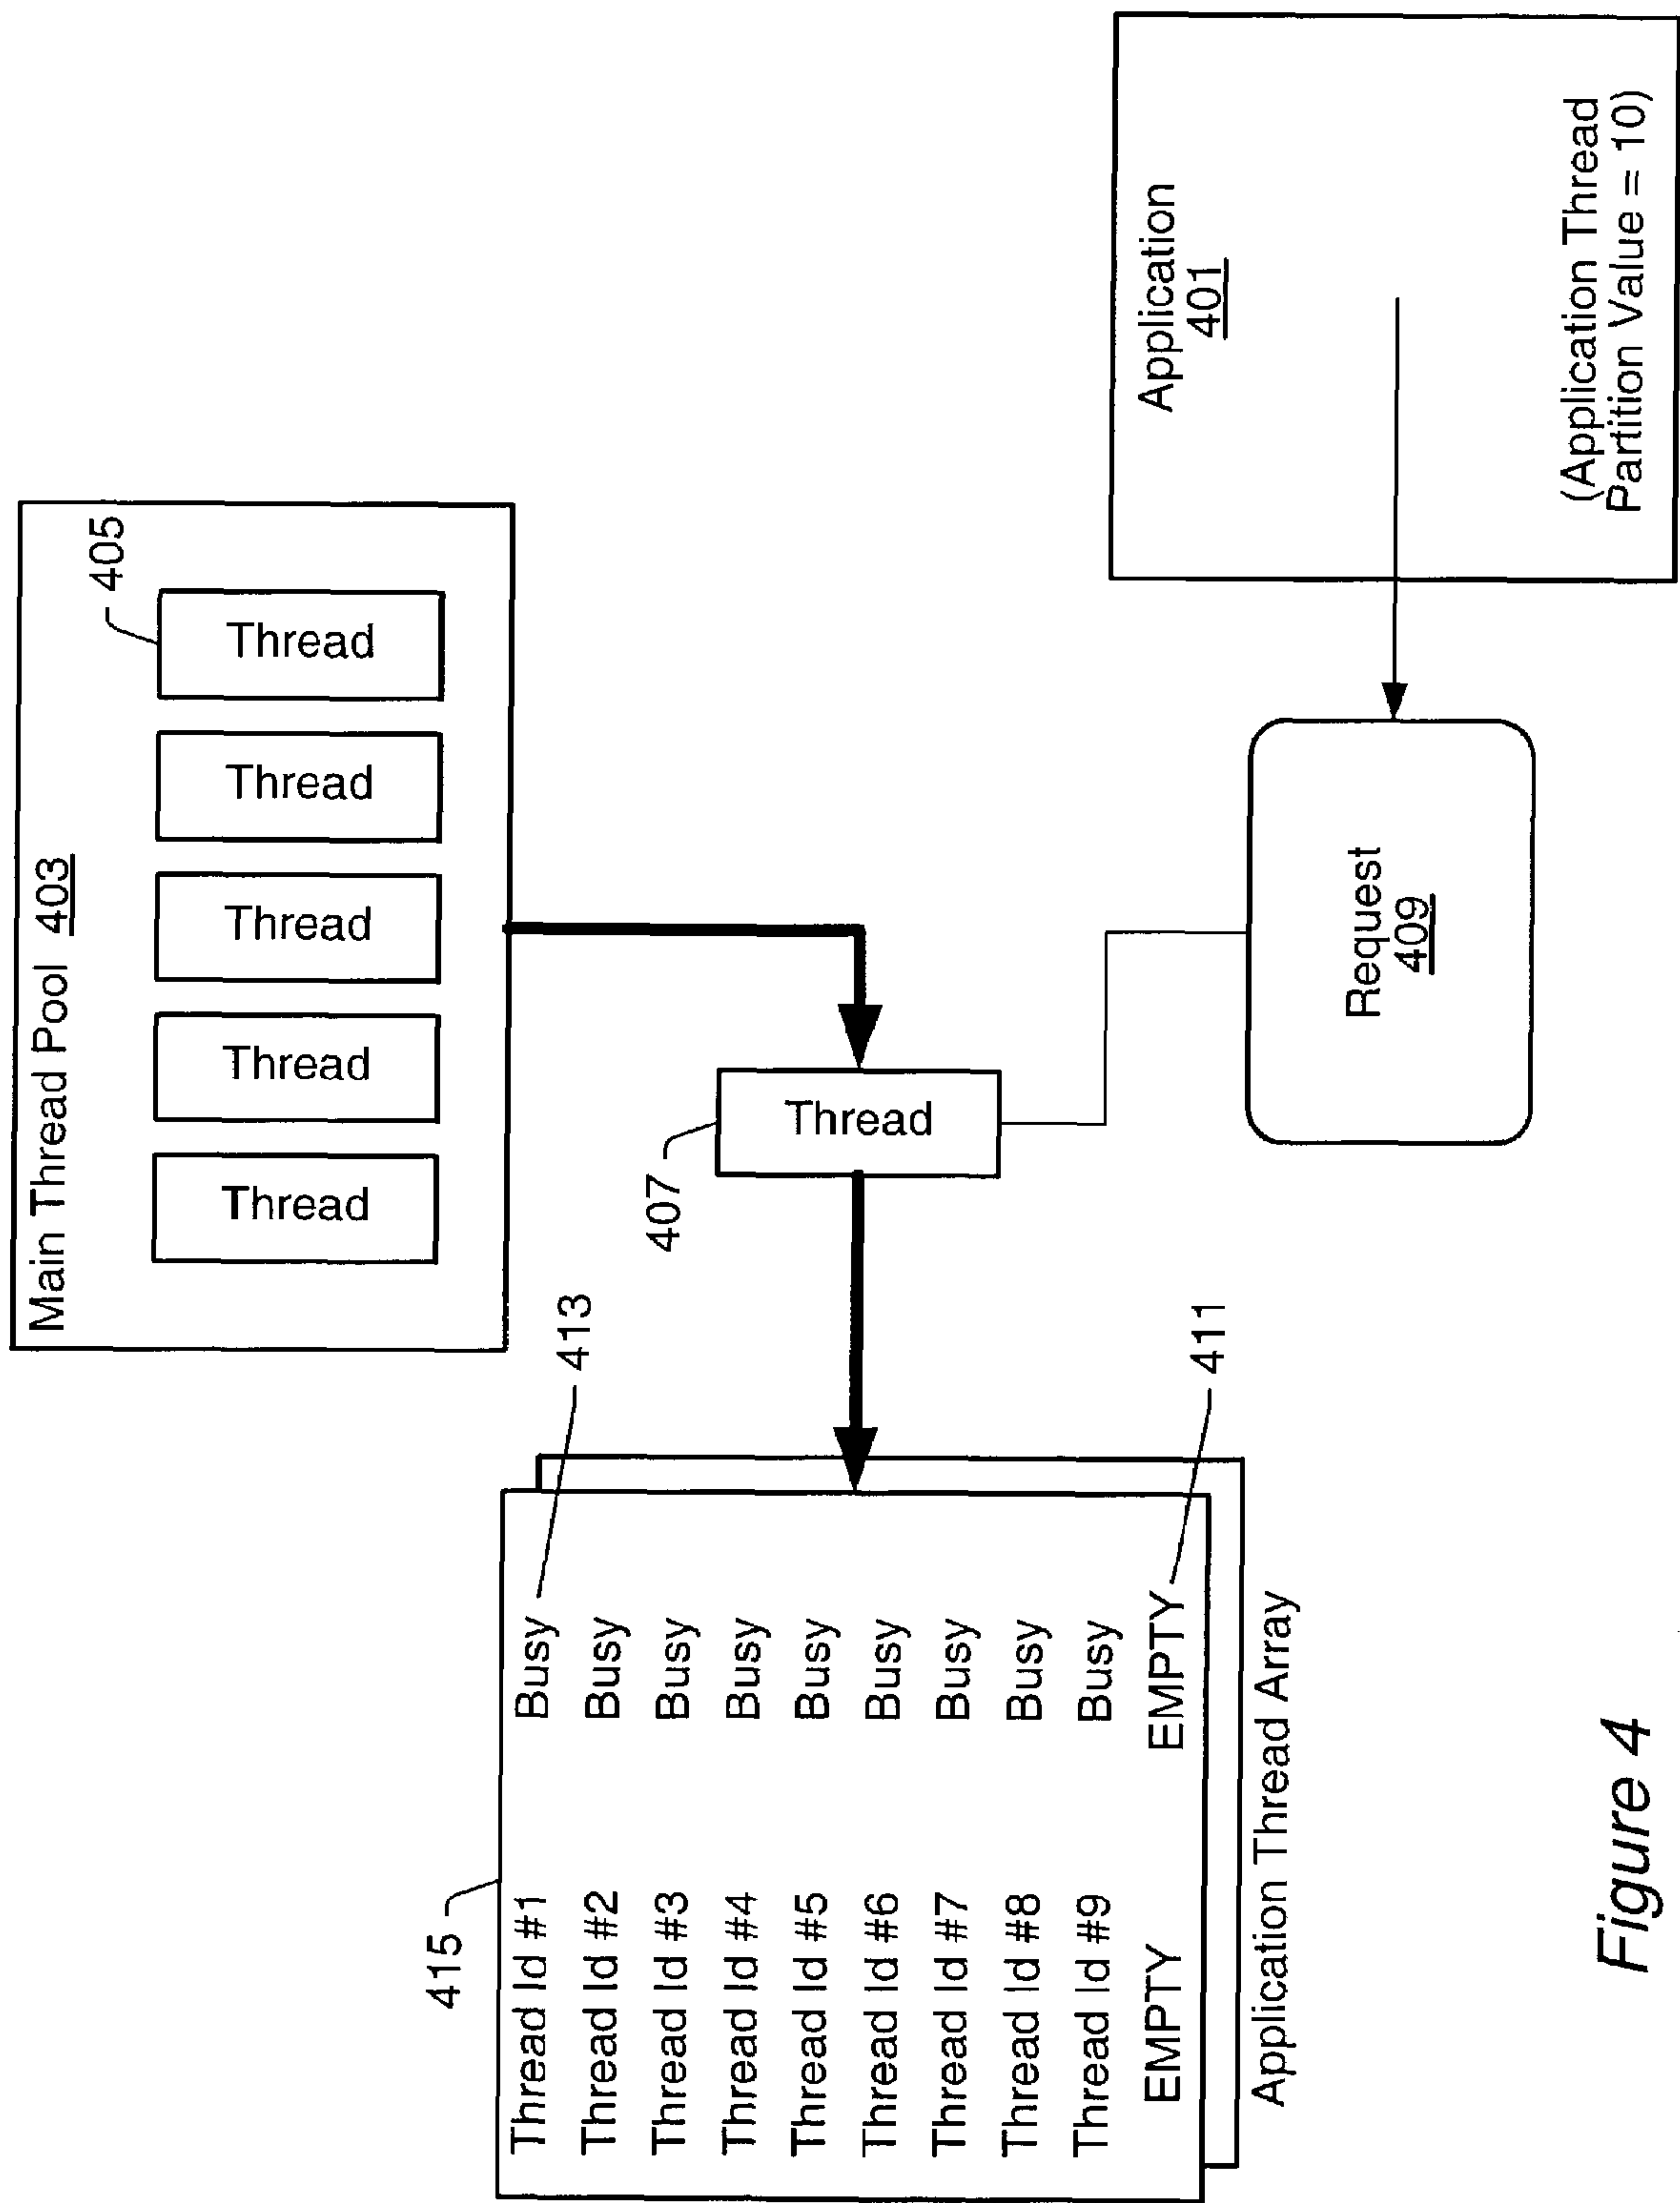 Main Thread Pool 403
405
Thread
Thread
Thread
Thread
Thread
415
413
Thread Id #1 Busy
Thread Id #2 Busy
Thread Id #3 Busy
Thread Id #4 Busy
Thread Id #5 Busy
Thread Id #6 Busy
Thread Id #7 Busy
Thread Id #8 Busy
Thread Id #9 Busy
EMPTY EMPTY
411
Application Thread Array
407
Thread
Request
409
Application
401
(Application Thread
Partition Value = 10)
Figure 4